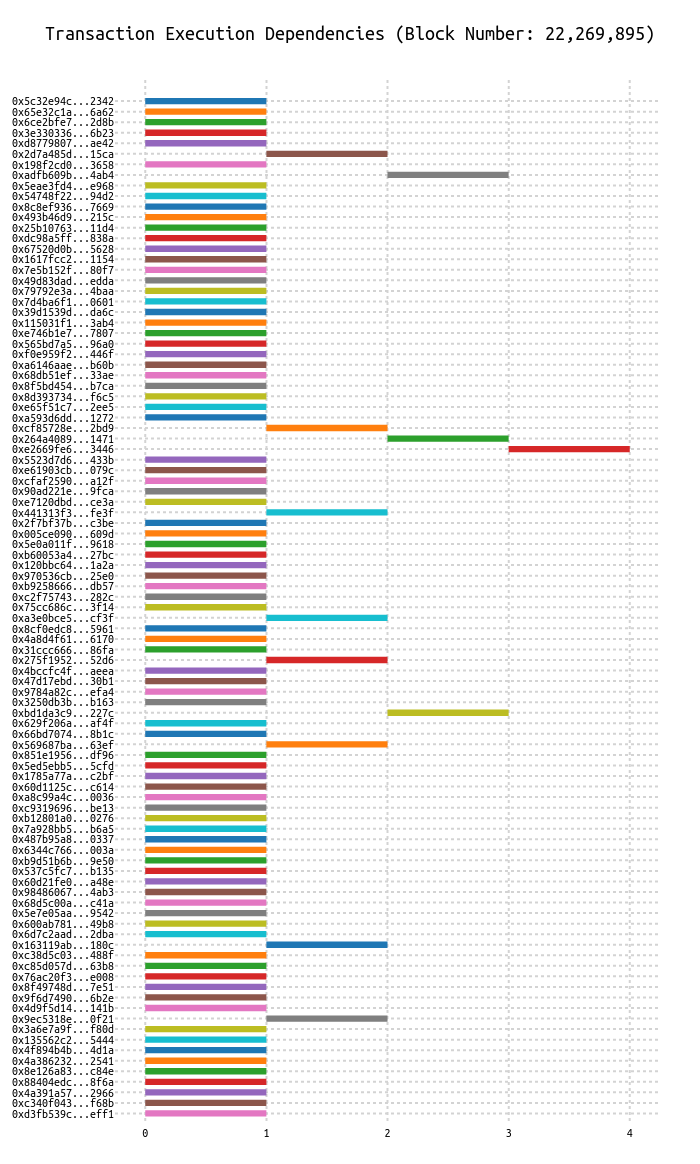 Transaction Execution Dependencies (Block Number: 22,269,895)
0x5c32e94c...2342
0x65e32c1a...6a62
0x6ce2bfe7...2d8b
0x3e330336...6b23
0xd8779807...ae42
0x2d7a485d...15ca
0x198f2cd0...3658
0xadfb609b...4ab4
0x5eae3fd4...e968
0x54748f22...94d2
0x8c8ef936...7669
0x493b46d9...215c
0x25b10763...11d4
0xdc98a5ff...838a
0x67520d0b...5628
0x1617fcc2...1154
0x7e5b152f...80f7
0x49d83dad...edda
0x79792e3a...4baa
0x7d4ba6f1...0601
0x39d1539d...da6c
0x115031f1...3ab4
0xe746b1e7...7807
0x565bd7a5...96a0
0xf0e959f2...446f
0xa6146aae...b60b
0x68db51ef...33ae
0x8f5bd454...b7ca
0x8d393734...f6c5
0xe65f51c7...2ee5
0xa593d6dd...1272
0xcf85728e...2bd9
0x264a4089...1471
0xe2669fe6...3446
0x5523d7d6...433b
0xe61903cb...079c
0xcfaf2590...a12f
0x90ad221e...9fca
0xe7120dbd...ce3a
0x441313f3...fe3f
0x2f7bf37b...c3be
0x005ce090...609d
0x5e0a011f...9618
0xb60053a4...27bc
0x120bbc64...1a2a
0x970536cb...25e0
0xb9258666...db57
0xc2f75743...282c
0x75cc686c...3f14
0xa3e0bce5...cf3f
0x8cf0edc8...5961
0x4a8d4f61...6170
0x31ccc666...86fa
0x275f1952...52d6
0x4bccfc4f...aeea
0x47d17ebd...30b1
0x9784a82c...efa4
0x3250db3b...b163
0xbd1da3c9...227c
0x629f206a...af4f
0x66bd7074...8b1c
0x569687ba...63ef
0x851e1956...df96
0x5ed5ebb5...5cfd
0x1785a77a...c2bf
0x60d1125c...c614
0xa8c99a4c...0036
0xc9319696...be13
0xb12801a0...0276
0x7a928bb5...b6a5
0x487b95a8...0337
0x6344c766...003a
0xb9d51b6b...9e50
0x537c5fc7...b135
0x60d21fe0...a48e
0x98486067...4ab3
0x68d5c00a...c41a
0x5e7e05aa...9542
0x600ab781...49b8
0x6d7c2aad...2dba
0x163119ab...180c
0xc38d5c03...488f
0xc85d057d...63b8
0x76ac20f3...e008
0x8f49748d...7e51
0x9f6d7490...6b2e
0x4d9f5d14...141b
0x9ec5318e...0f21
0x3a6e7a9f...f80d
0x135562c2...5444
0x4f894b4b...4d1a
0x4a386232...2541
0x8e126a83...c84e
0x88404edc...8f6a
0x4a391a57...2966
0xc340f043...f68b
0xd3fb539c...eff1
0 1 2 3 4